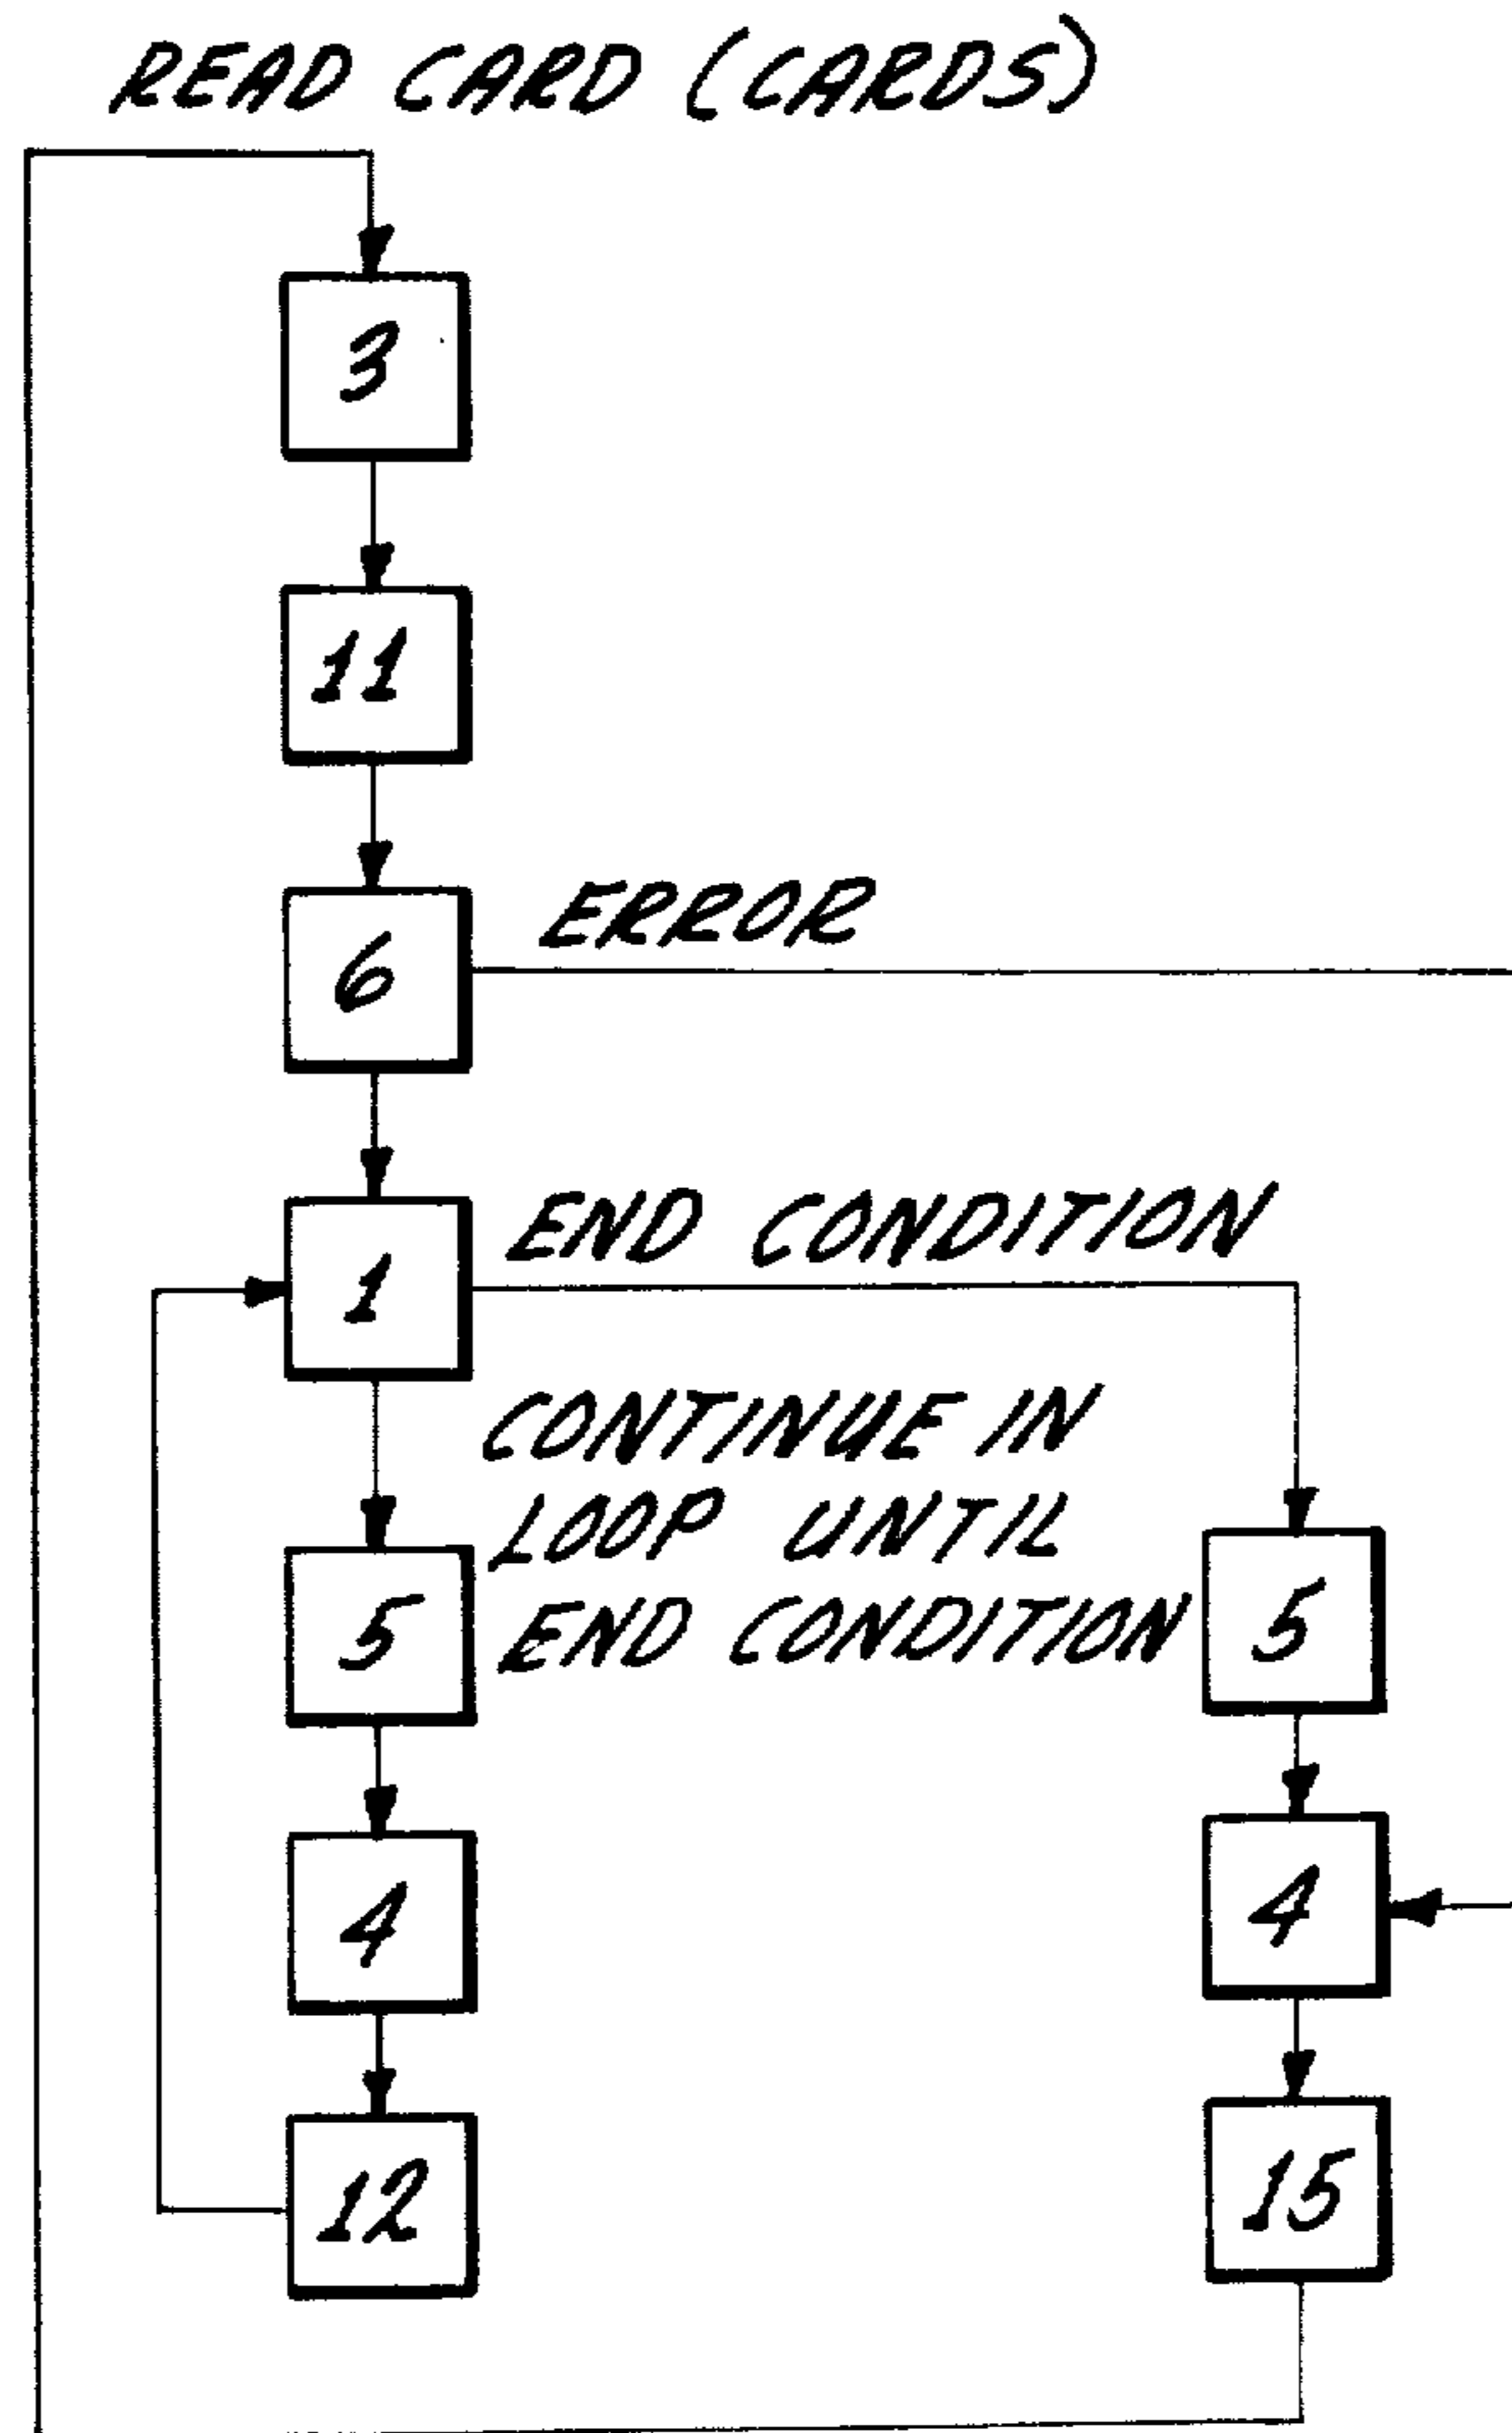 READ CARD (CARDS)
3
11
6
ERROR
1
END CONDITION
CONTINUE IN
LOOP UNTIL
END CONDITION
5
5
4
4
12
15